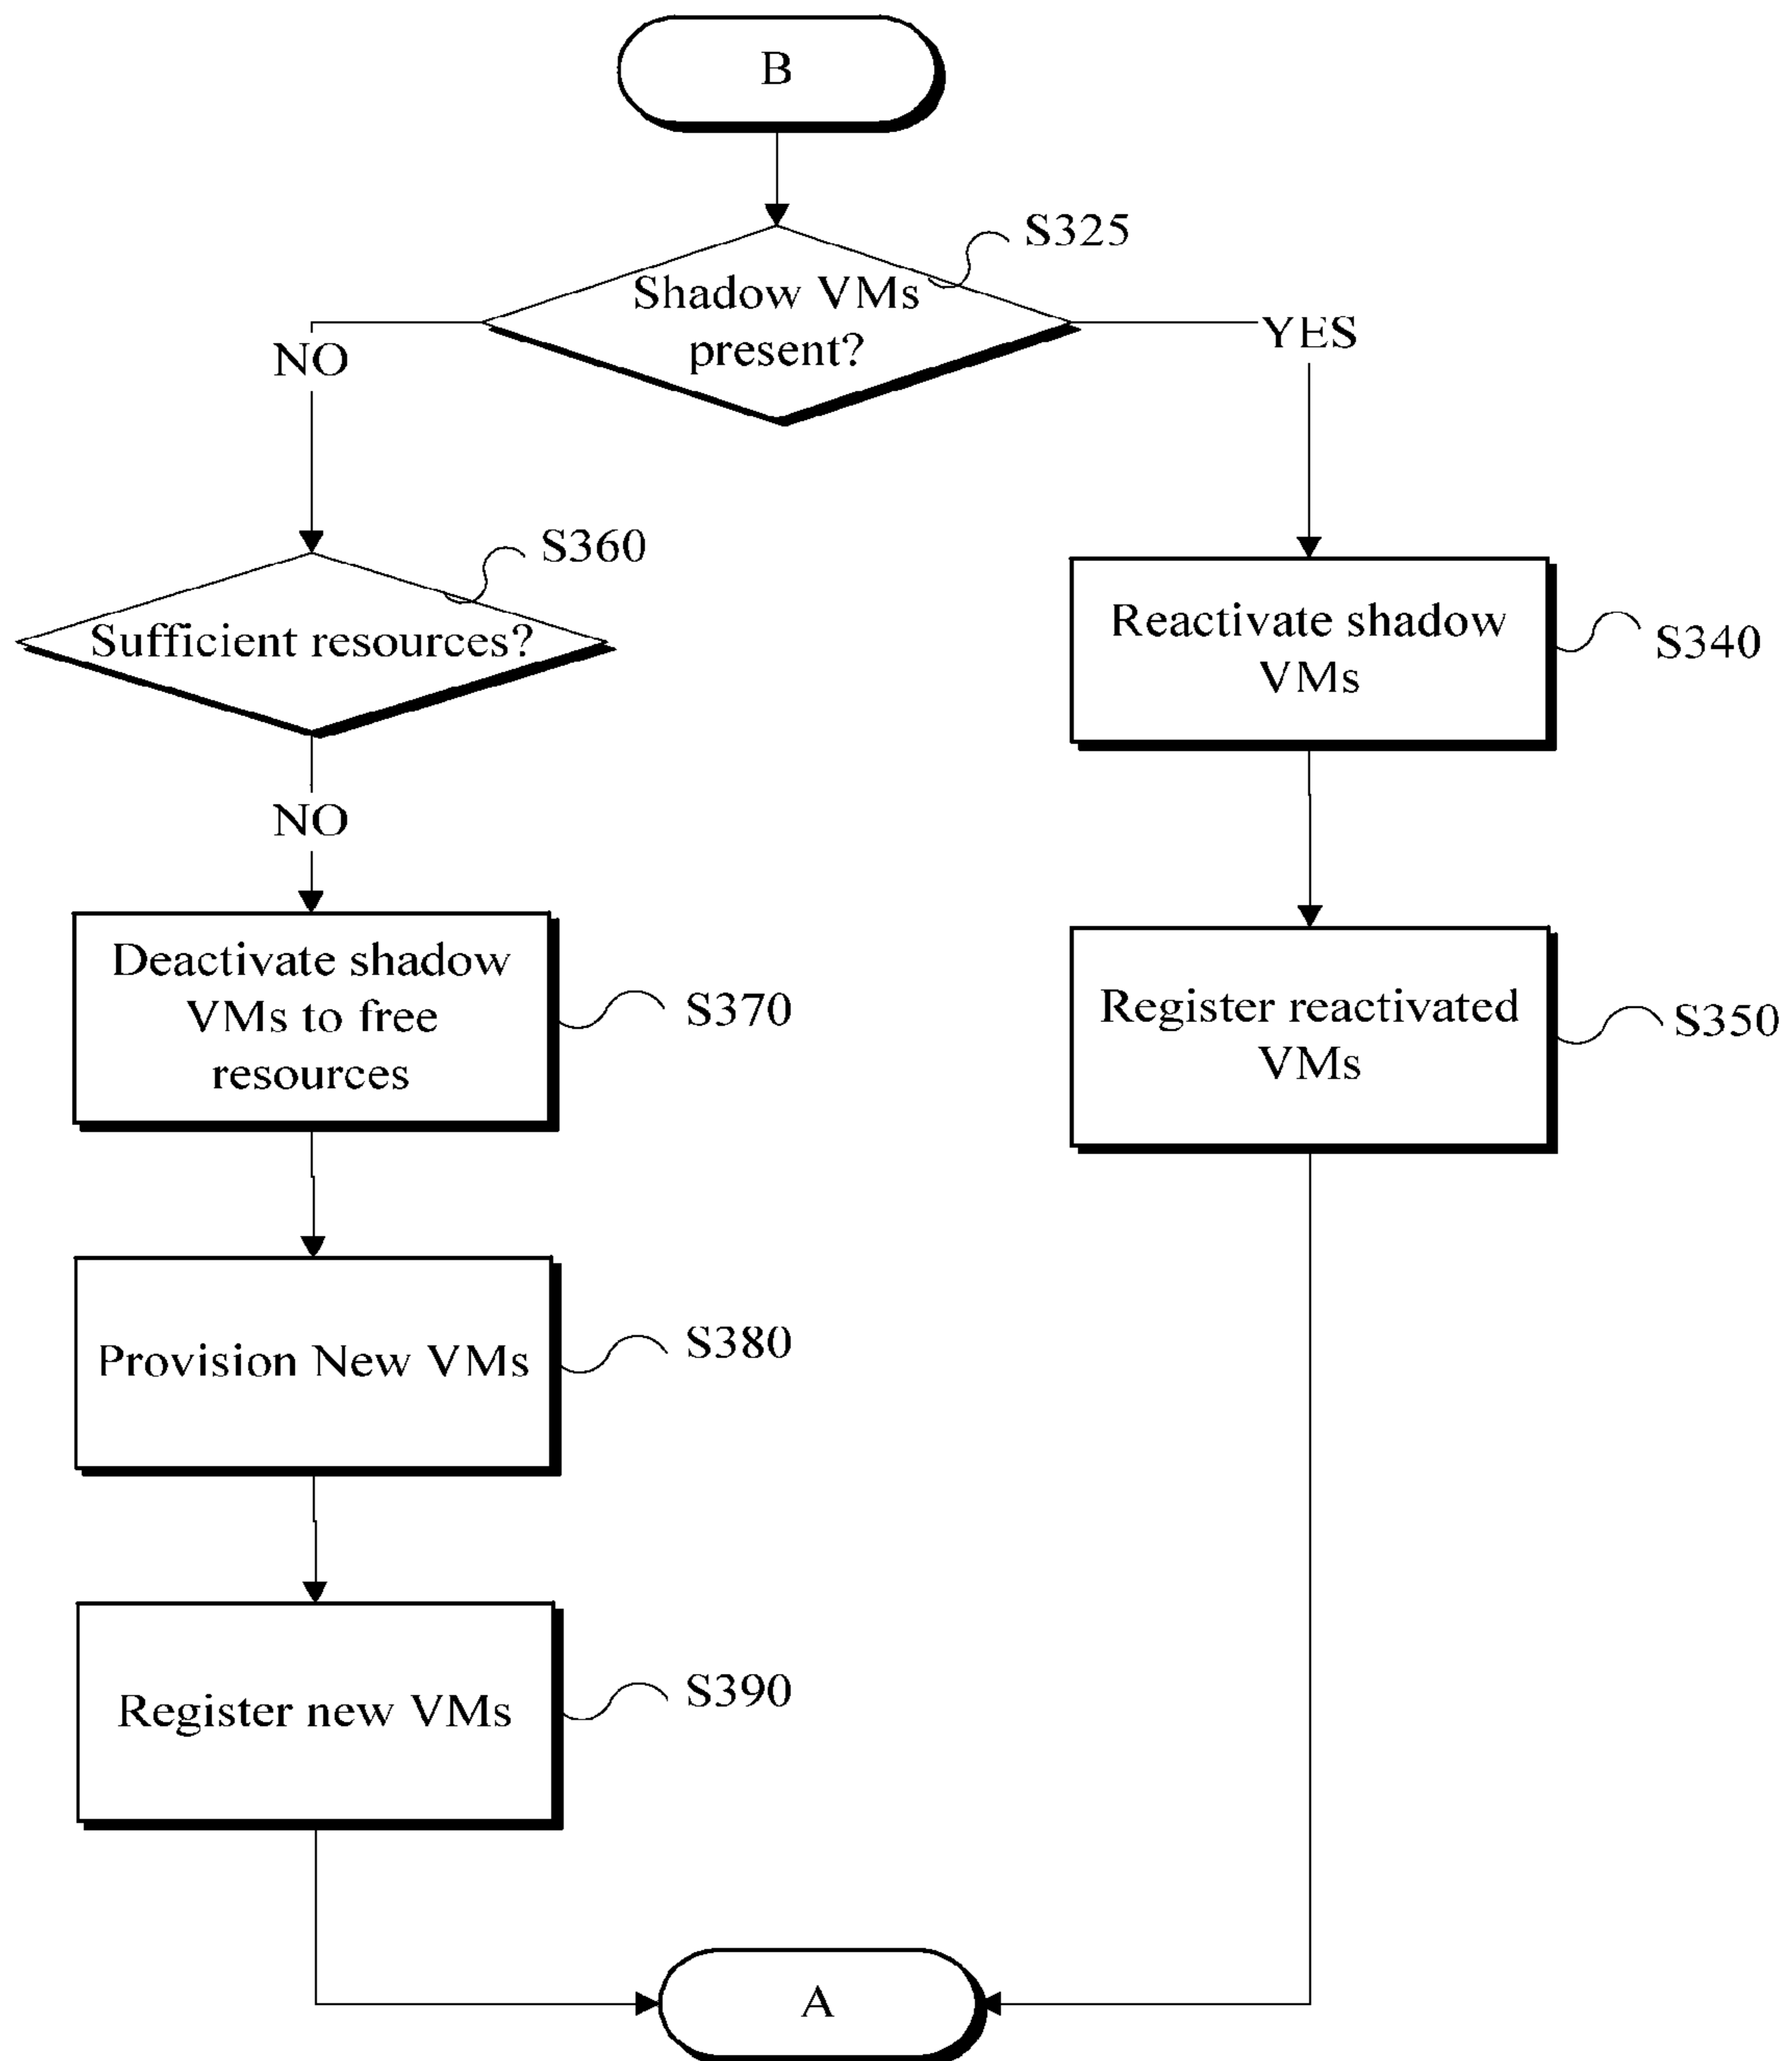 B
S325
Shadow VMs
present?
NO
YES
S360
Sufficient resources?
Reactivate shadow
VMs
S340
NO
Deactivate shadow
VMs to free
resources
S370
Register reactivated
VMs
S350
Provision New VMs
S380
Register new VMs
S390
A